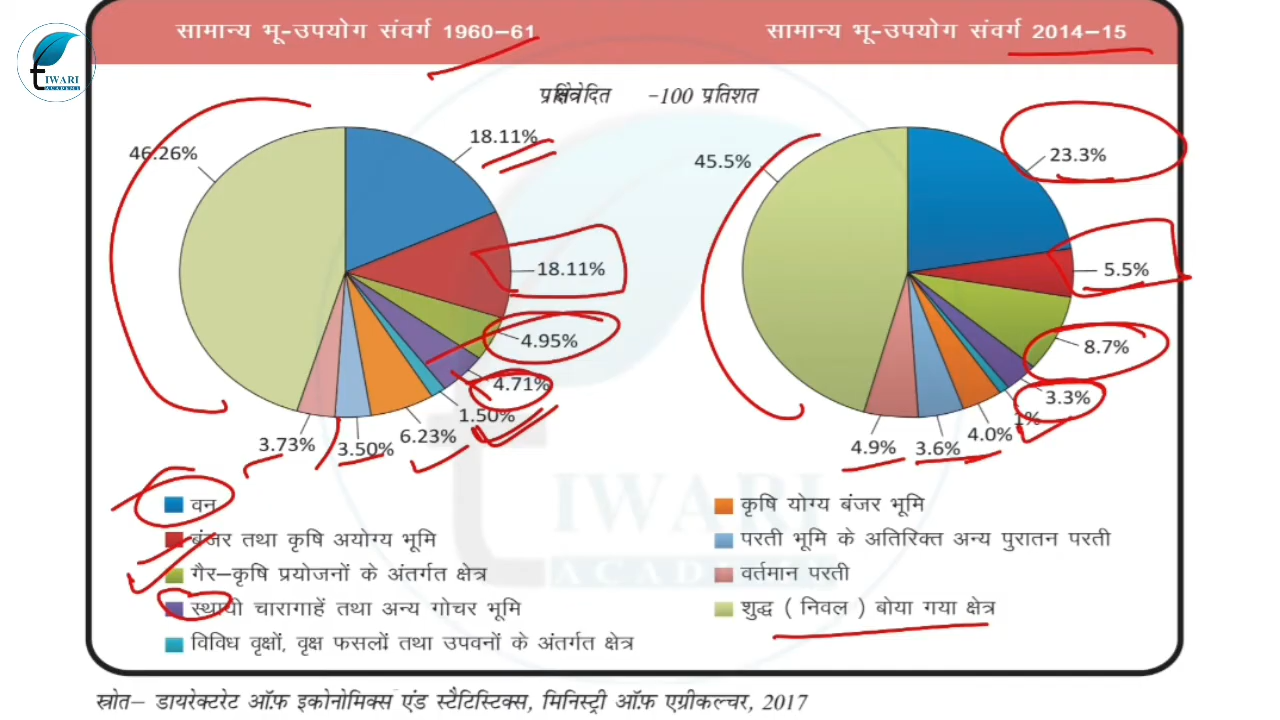 सामान्य भू-उपयोग संवर्ग 1960–61
सामान्य भू-उपयोग संवर्ग 2014–15
TIWARI
ACADEMY
-100 प्रतिशत
46.26%
18.11%
18.11%
4.95%
4.71%
1.50%
6.23%
3.50%
3.73%
45.5%
23.3%
5.5%
8.7%
3.3%
1%
4.0%
3.6%
4.9%
वन
बंजर तथा कृषि अयोग्य भूमि
गैर–कृषि प्रयोजनों के अंतर्गत क्षेत्र
स्थायी चारागाहें तथा अन्य गोचर भूमि
विविध वृक्षों, वृक्ष फसलों तथा उपवनों के अंतर्गत क्षेत्र
कृषि योग्य बंजर भूमि
परती भूमि के अतिरिक्त अन्य पुरातन परती
वर्तमान परती
शुद्ध ( निवल ) बोया गया क्षेत्र
TIWARI
ACADEMY
स्रोत– डायरेक्टरेट ऑफ़ इकोनोमिक्स एंड स्टैटिस्टिक्स, मिनिस्ट्री ऑफ़ एग्रीकल्चर, 2017